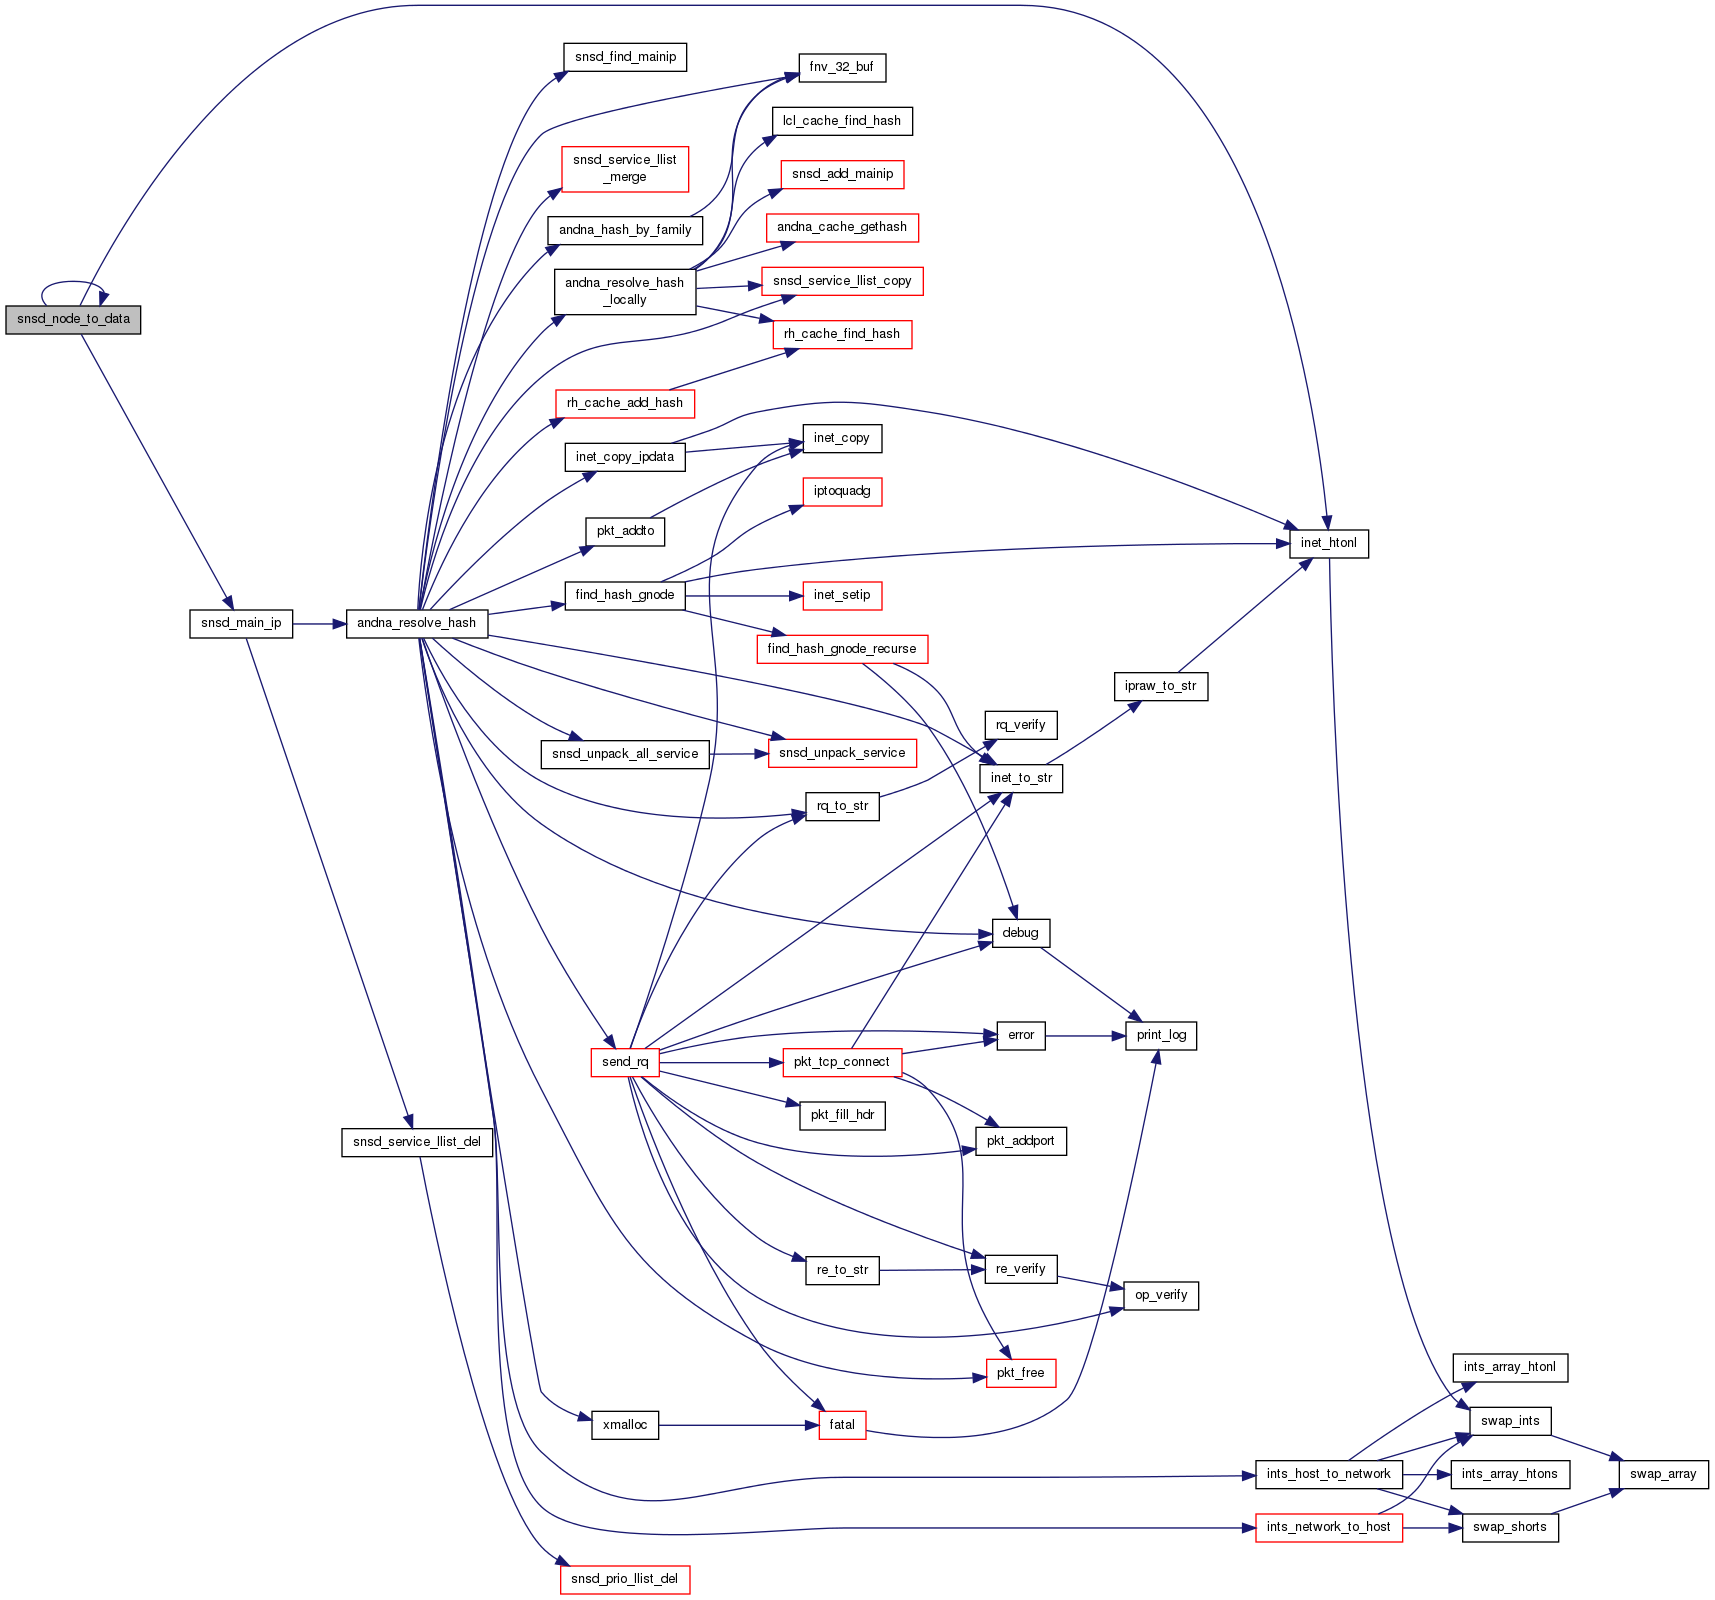 snsd_find_mainip
fnv_32_buf
lcl_cache_find_hash
snsd_service_llist
_merge
snsd_add_mainip
andna_hash_by_family
andna_cache_gethash
andna_resolve_hash
_locally
snsd_service_llist_copy
snsd_node_to_data
rh_cache_find_hash
rh_cache_add_hash
inet_copy
inet_copy_ipdata
iptoquadg
pkt_addto
inet_htonl
find_hash_gnode
inet_setip
snsd_main_ip
andna_resolve_hash
find_hash_gnode_recurse
ipraw_to_str
rq_verify
snsd_unpack_all_service
snsd_unpack_service
inet_to_str
rq_to_str
debug
error
print_log
send_rq
pkt_tcp_connect
pkt_fill_hdr
snsd_service_llist_del
pkt_addport
re_to_str
re_verify
op_verify
ints_array_htonl
pkt_free
xmalloc
fatal
swap_ints
ints_host_to_network
ints_array_htons
swap_array
ints_network_to_host
swap_shorts
snsd_prio_llist_del